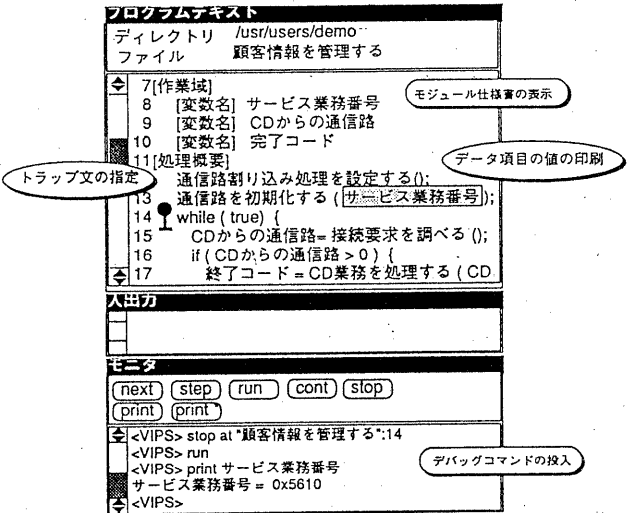 プログラムテキスト
ディレクトリ /usr/users/demo
ファイル 顧客情報を管理する
7[作業域]
8 [変数名] サービス業務番号
9 [変数名] CDからの通信路
10 [変数名] 完了コード
11[処理概要]
通信路割り込み処理を設定する();
13 通信路を初期化する ( サービス業務番号 );
14 while ( true) {
15 CDからの通信路= 接続要求を調べる ();
16 if ( CDからの通信路 > 0 ) {
17 終了コード = CD業務を処理する ( CD
モジュール仕様書の表示
データ項目の値の印刷
トラップ文の指定
入出力
モニタ
next step run cont stop
print print*
<VIPS> stop at "顧客情報を管理する":14
<VIPS> run
<VIPS> print サービス業務番号
サービス業務番号 = 0x5610
<VIPS>
デバッグコマンドの投入